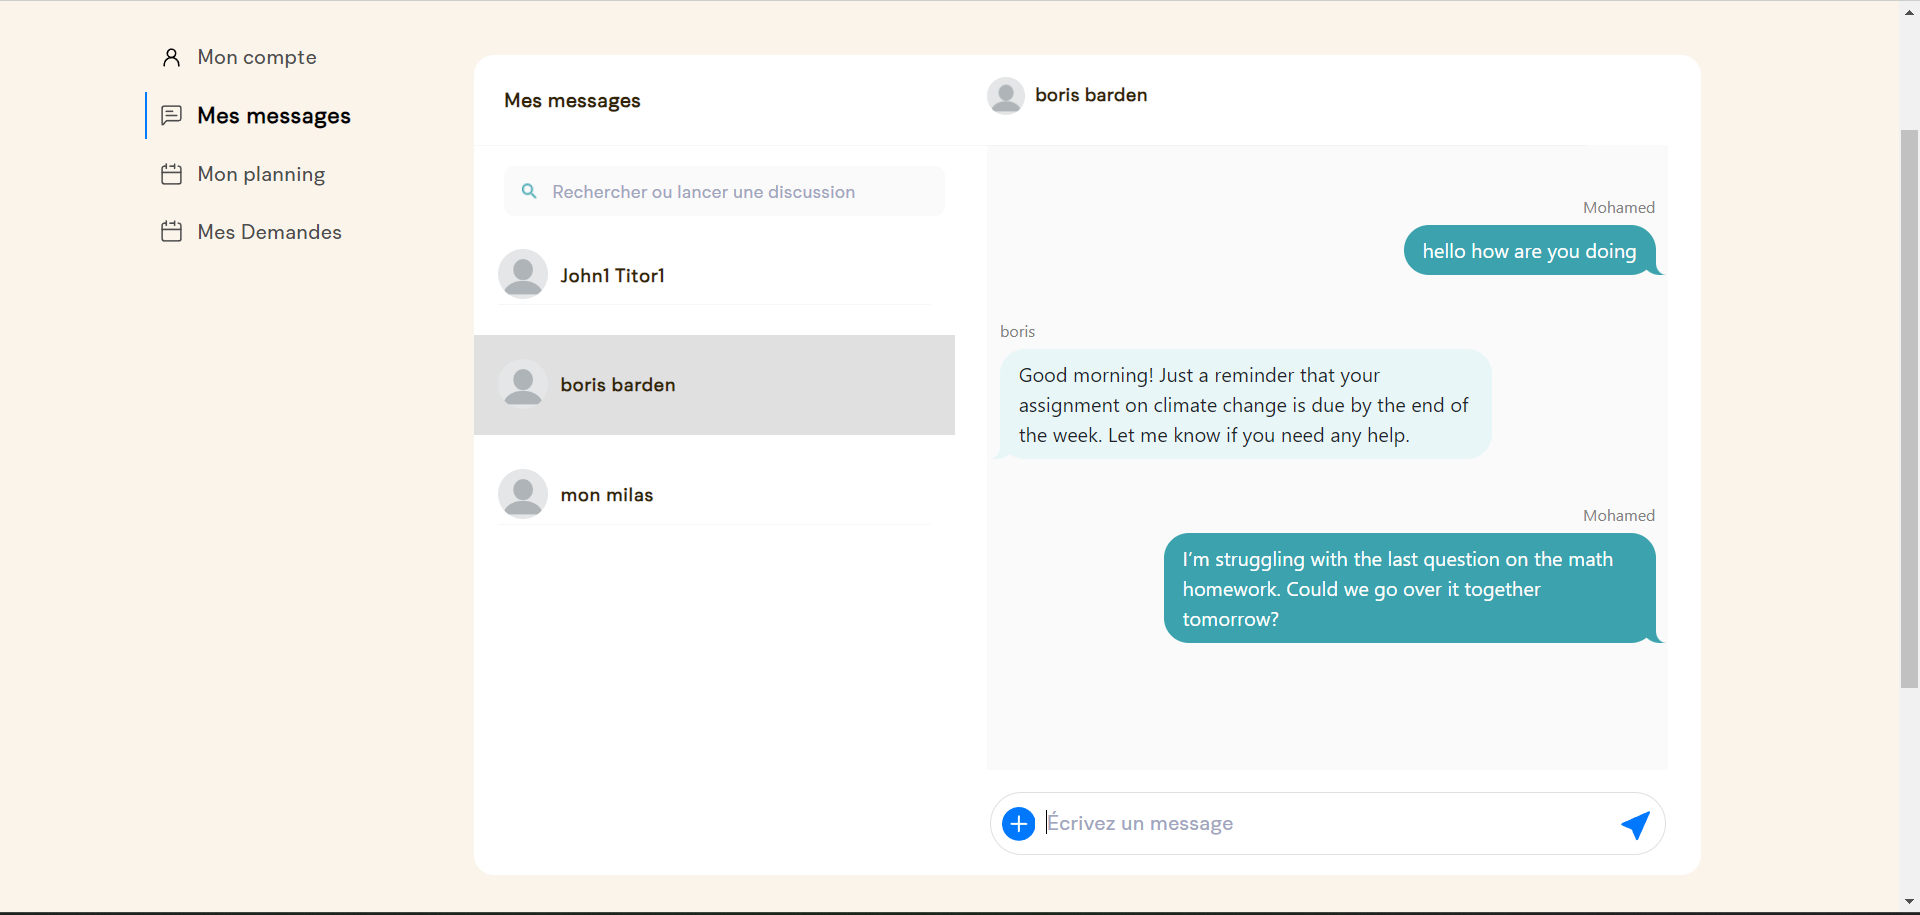 Mon compte
Mes messages
Mon planning
Mes Demandes
Mes messages
Rechercher ou lancer une discussion
John1 Titor1
boris barden
mon milas
boris barden
Mohamed
hello how are you doing
boris
Good morning! Just a reminder that your
assignment on climate change is due by the end of
the week. Let me know if you need any help.
Mohamed
I’m struggling with the last question on the math
homework. Could we go over it together
tomorrow?
Écrivez un message